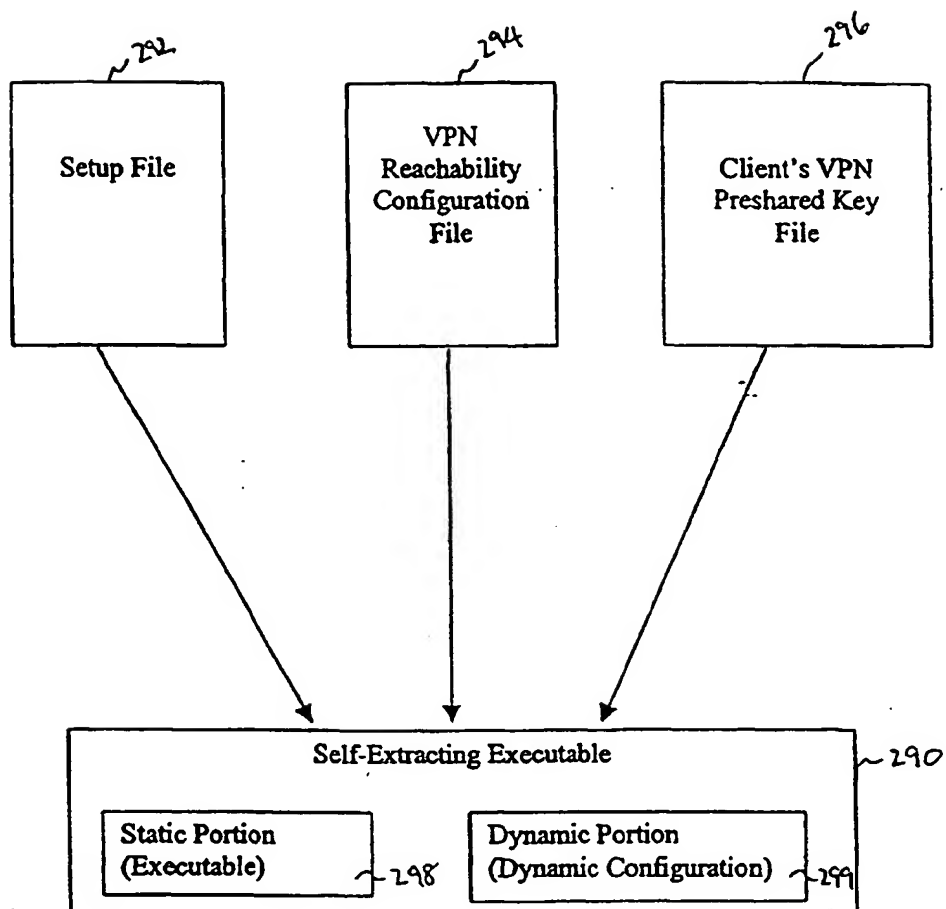 292
294
296
Setup File
VPN
Reachability
Configuration
File
Client's VPN
Preshared Key
File
Self-Extracting Executable
290
Static Portion
(Executable)
298
Dynamic Portion
(Dynamic Configuration)
299